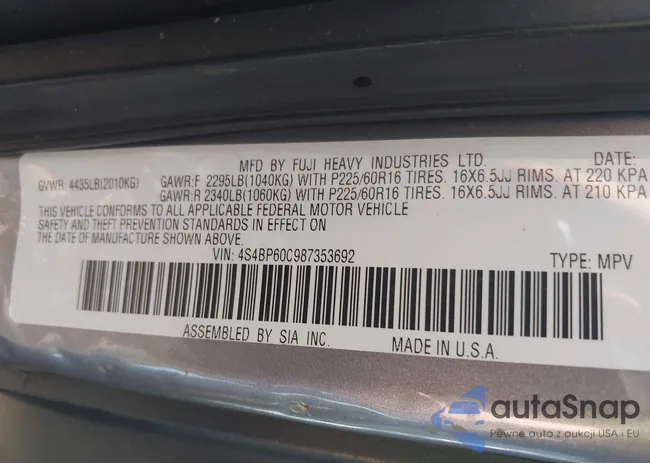 MFD BY FUJI HEAVY INDUSTRIES LTD.
GVWR: 4435LB(2010KG) GAWR:F 2295LB(1040KG) WITH P225/60R16 TIRES. 16X6.5JJ RIMS. AT 220 KPA
GAWR:R 2340LB(1060KG) WITH P225/60R16 TIRES. 16X6.5JJ RIMS. AT 210 KPA
THIS VEHICLE CONFORMS TO ALL APPLICABLE FEDERAL MOTOR VEHICLE
SAFETY AND THEFT PREVENTION STANDARDS IN EFFECT ON
THE DATE OF MANUFACTURE SHOWN ABOVE.
VIN: 4S4BP60C987353692 TYPE: MPV
ASSEMBLED BY SIA INC. MADE IN U.S.A.
autaSnap
Pewne auta z aukcji USA i EU